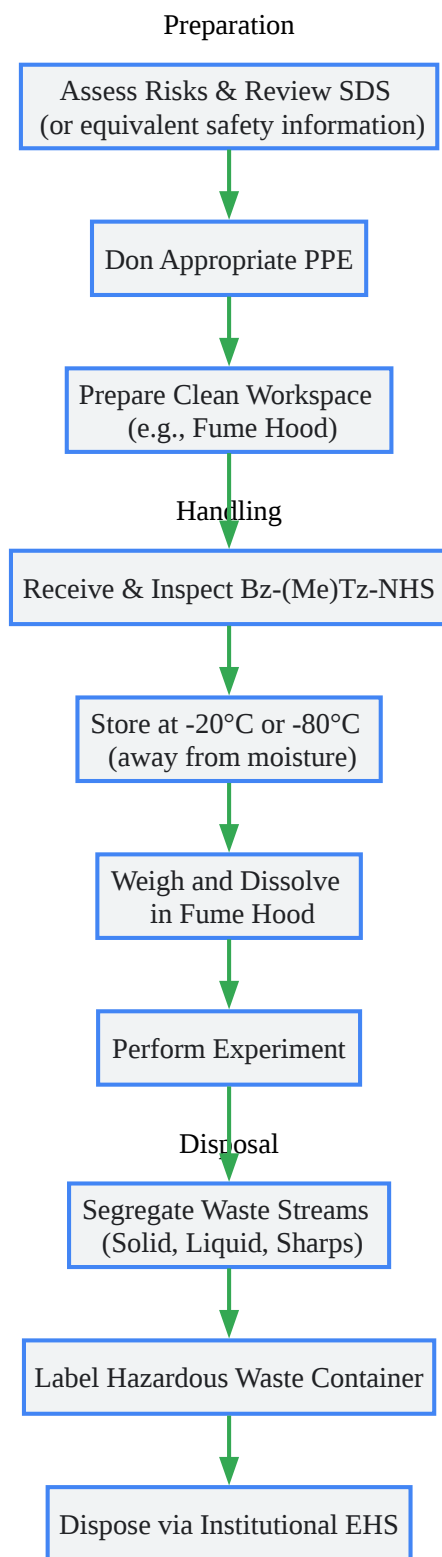 Preparation
Assess Risks & Review SDS
(or equivalent safety information)
Don Appropriate PPE
Prepare Clean Workspace
(e.g., Fume Hood)
Handling
Receive & Inspect Bz-(Me)Tz-NHS
Store at -20°C or -80°C
(away from moisture)
Weigh and Dissolve
in Fume Hood
Perform Experiment
Disposal
Segregate Waste Streams
(Solid, Liquid, Sharps)
Label Hazardous Waste Container
Dispose via Institutional EHS